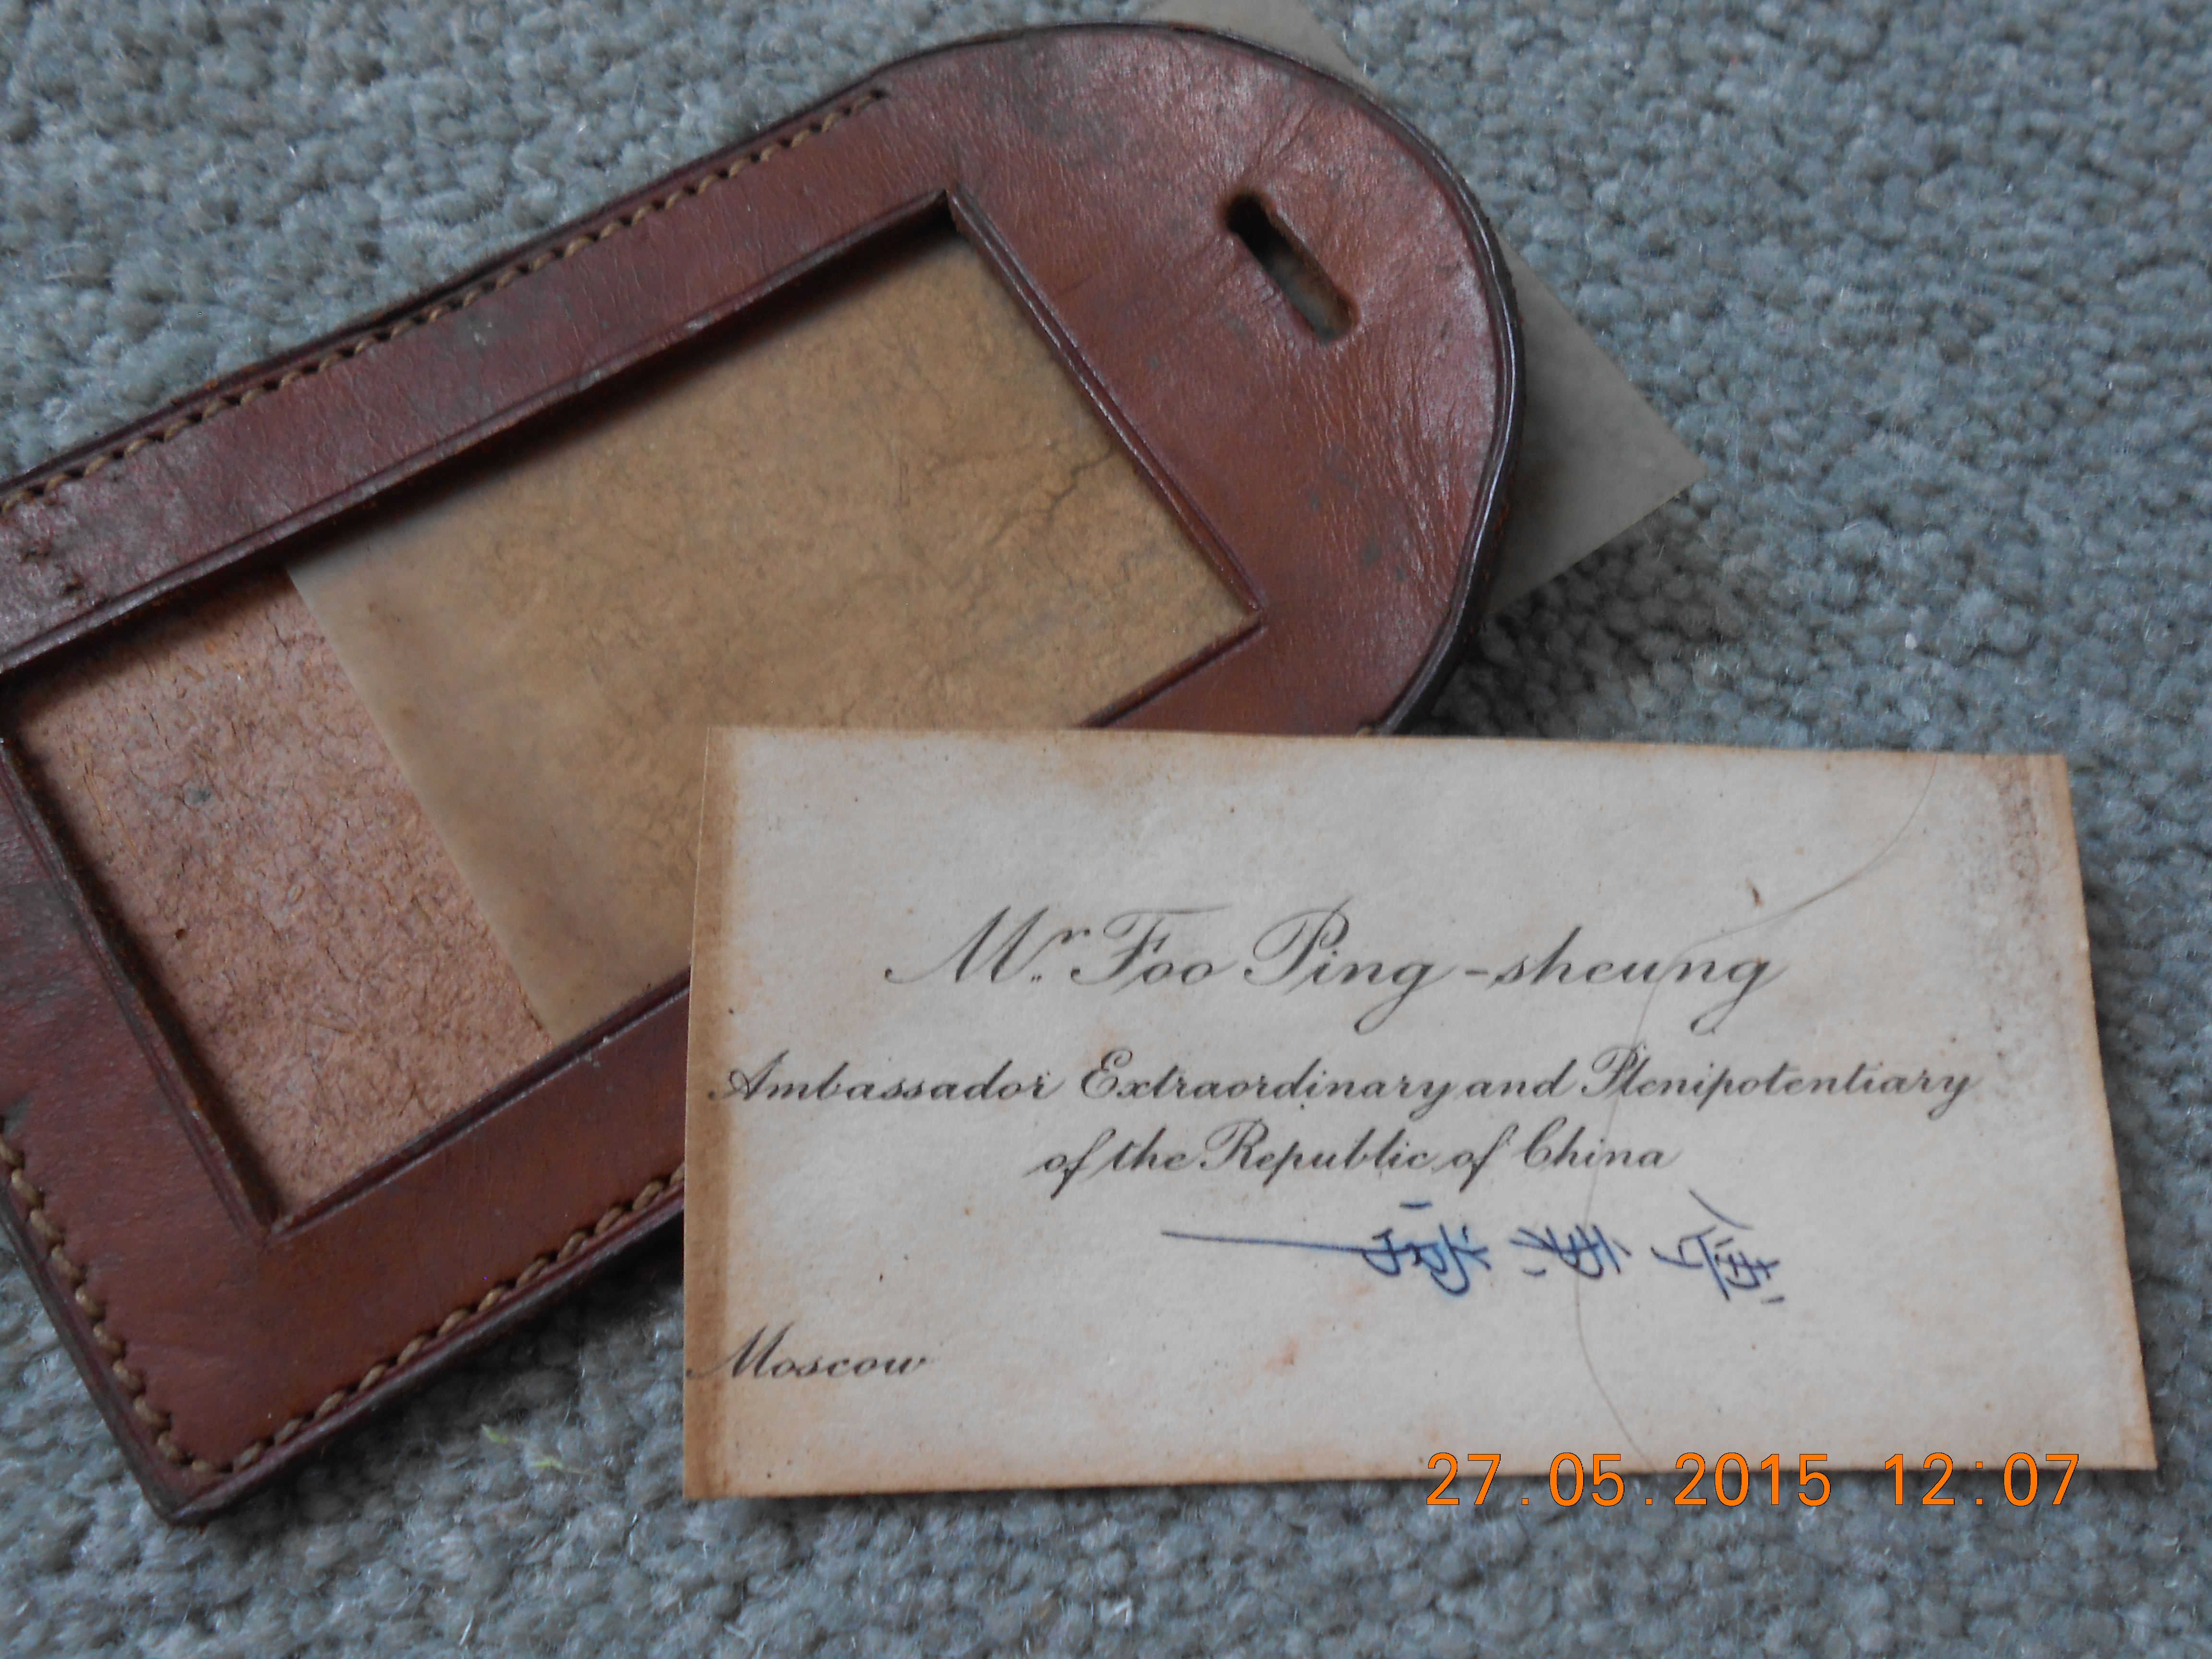 Mr. Foo Ping-sheung
Ambassador Extraordinary and Plenipotentiary
of the Republic of China
傅秉常
Moscow
27.05.2015 12:07